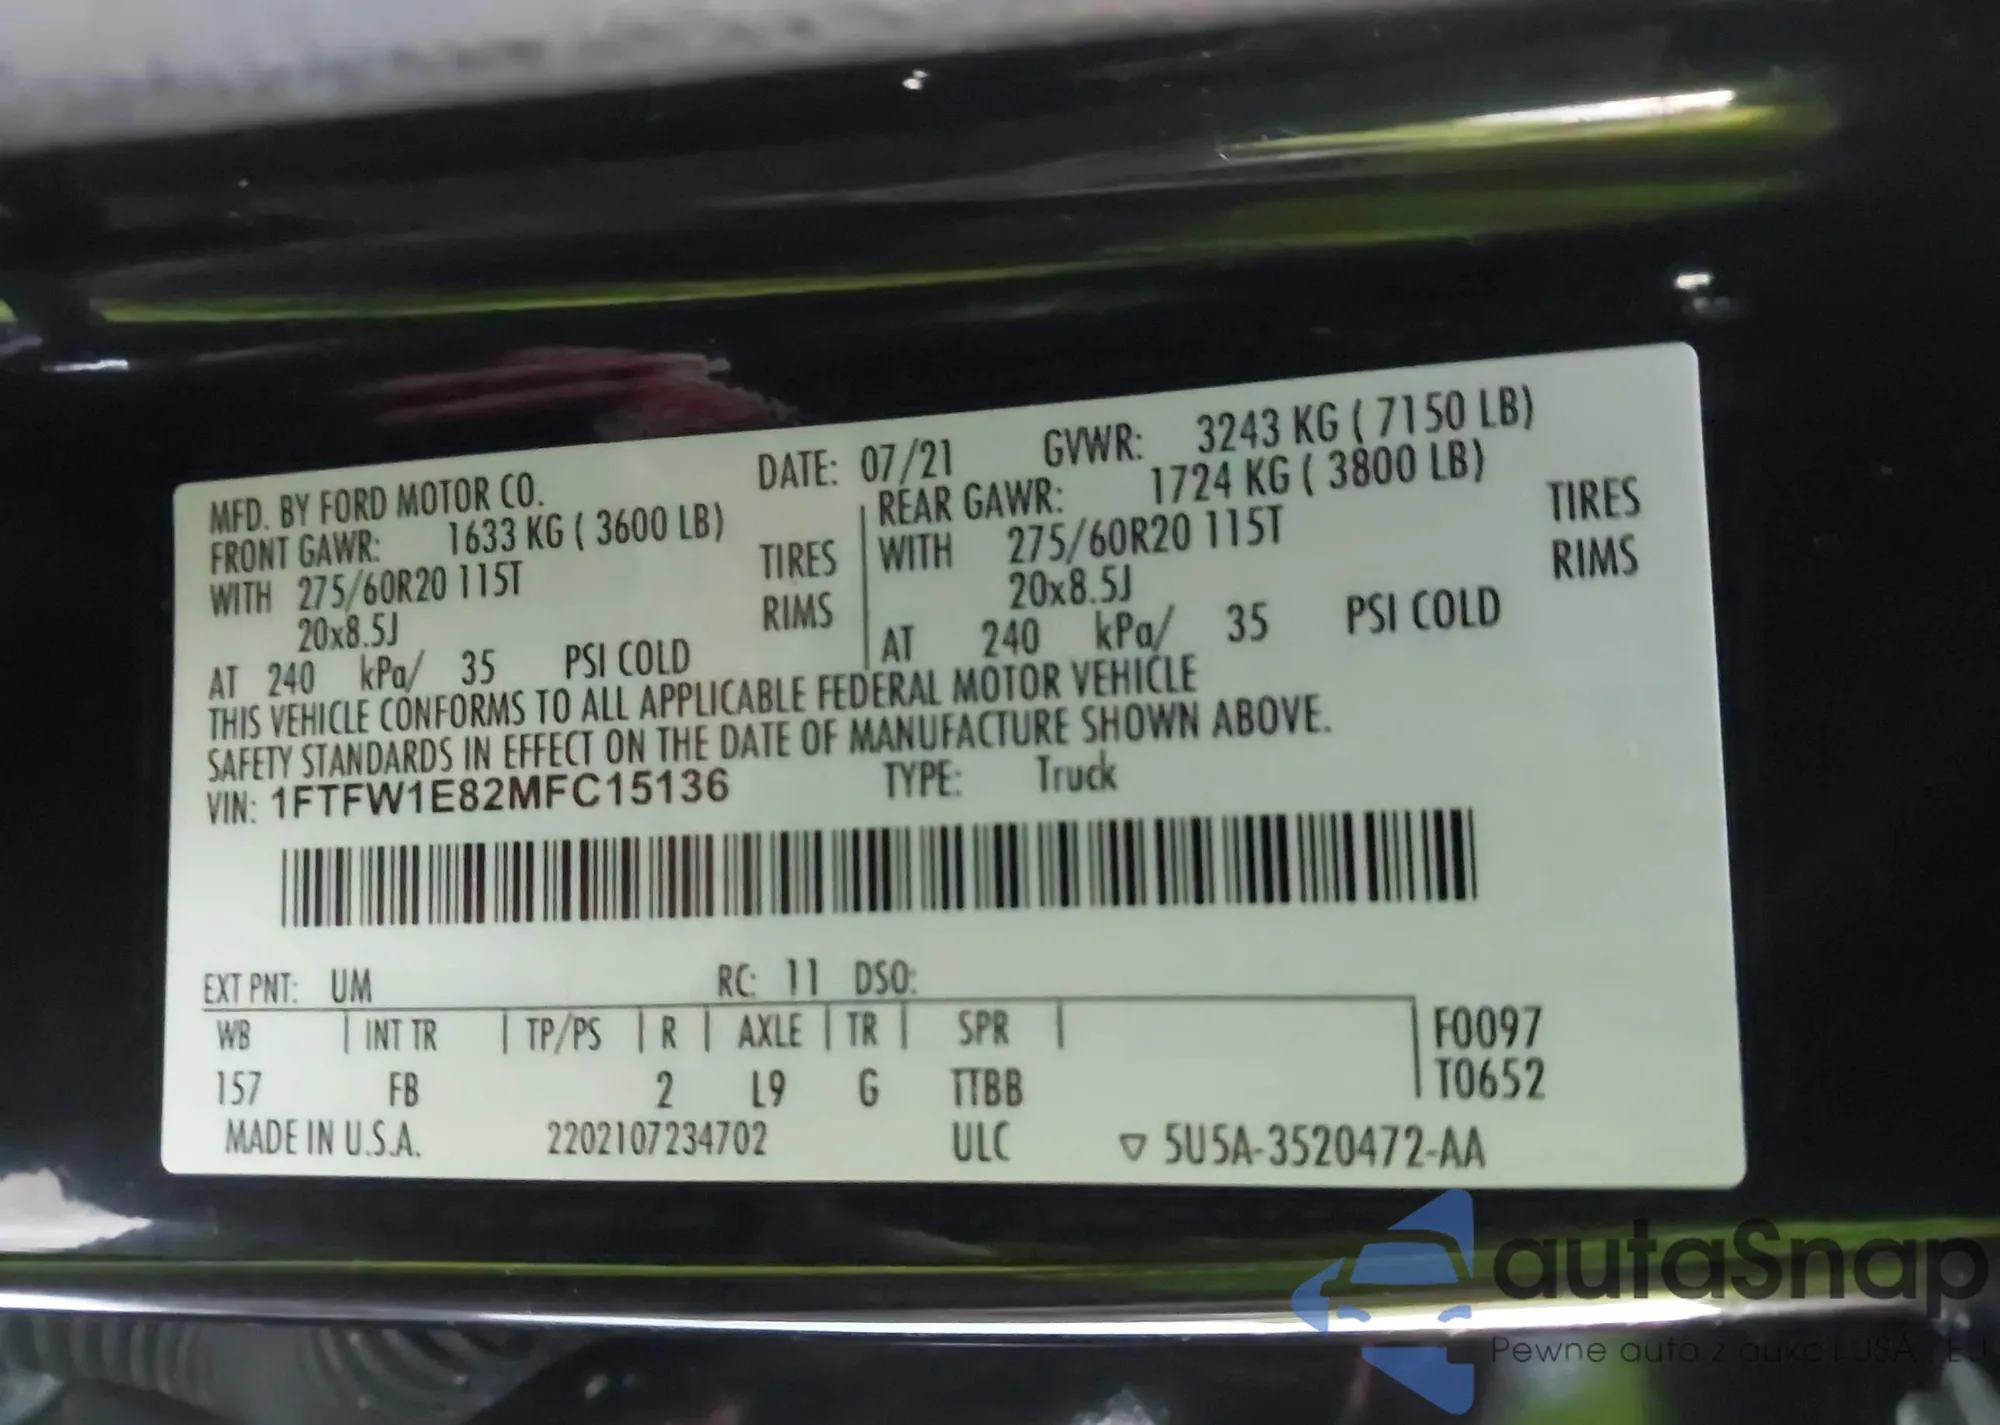 MFD. BY FORD MOTOR CO. DATE: 07/21 GVWR: 3243 KG ( 7150 LB)
FRONT GAWR: 1633 KG ( 3600 LB) REAR GAWR: 1724 KG ( 3800 LB)
WITH 275/60R20 115T TIRES WITH 275/60R20 115T TIRES
20x8.5J RIMS 20x8.5J RIMS
AT 240 kPa/ 35 PSI COLD AT 240 kPa/ 35 PSI COLD
THIS VEHICLE CONFORMS TO ALL APPLICABLE FEDERAL MOTOR VEHICLE
SAFETY STANDARDS IN EFFECT ON THE DATE OF MANUFACTURE SHOWN ABOVE.
VIN: 1FTFW1E82MFC15136 TYPE: Truck
EXT PNT: UM RC: 11 DSO:
WB INT TR TP/PS R AXLE TR SPR F0097
157 FB 2 L9 G TTBB T0652
MADE IN U.S.A. 2202107234702 ULC ▽ 5U5A-3520472-AA
autaSnap
Pewne auta z aukcji USA / EU